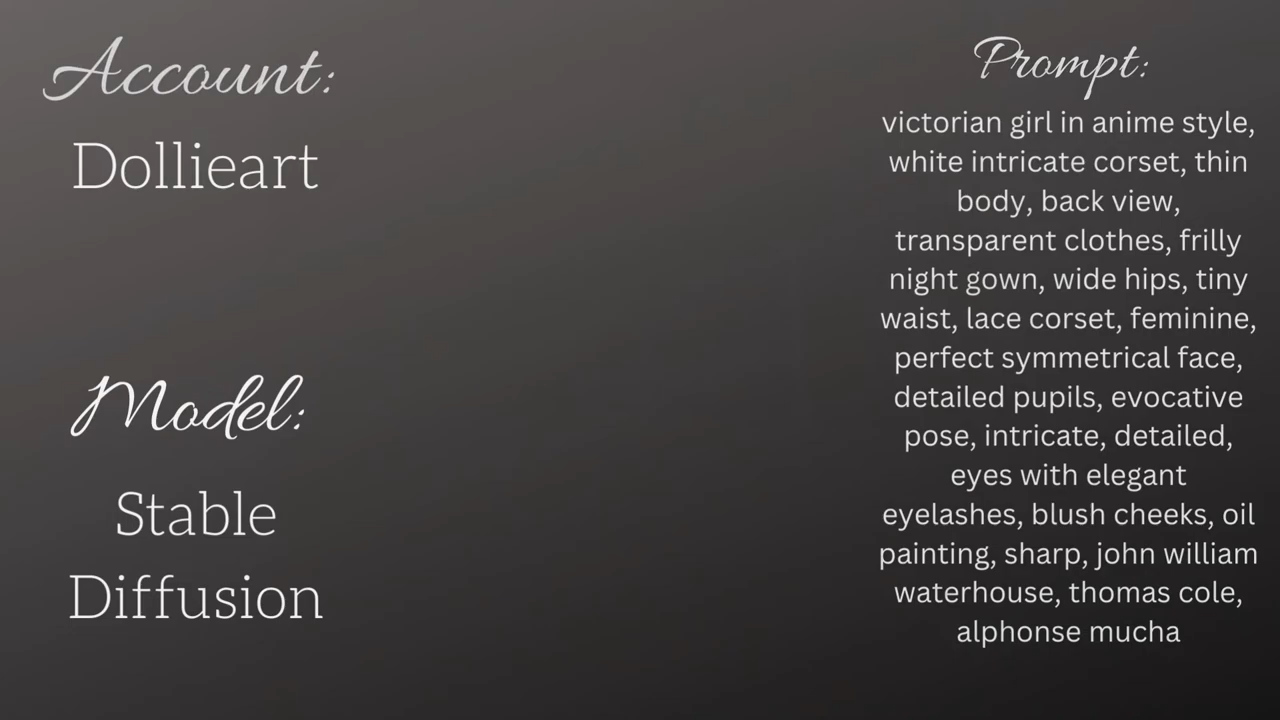 Account:
Dollieart
Model:
Stable
Diffusion
Prompt:
victorian girl in anime style,
white intricate corset, thin
body, back view,
transparent clothes, frilly
night gown, wide hips, tiny
waist, lace corset, feminine,
perfect symmetrical face,
detailed pupils, evocative
pose, intricate, detailed,
eyes with elegant
eyelashes, blush cheeks, oil
painting, sharp, john william
waterhouse, thomas cole,
alphonse mucha